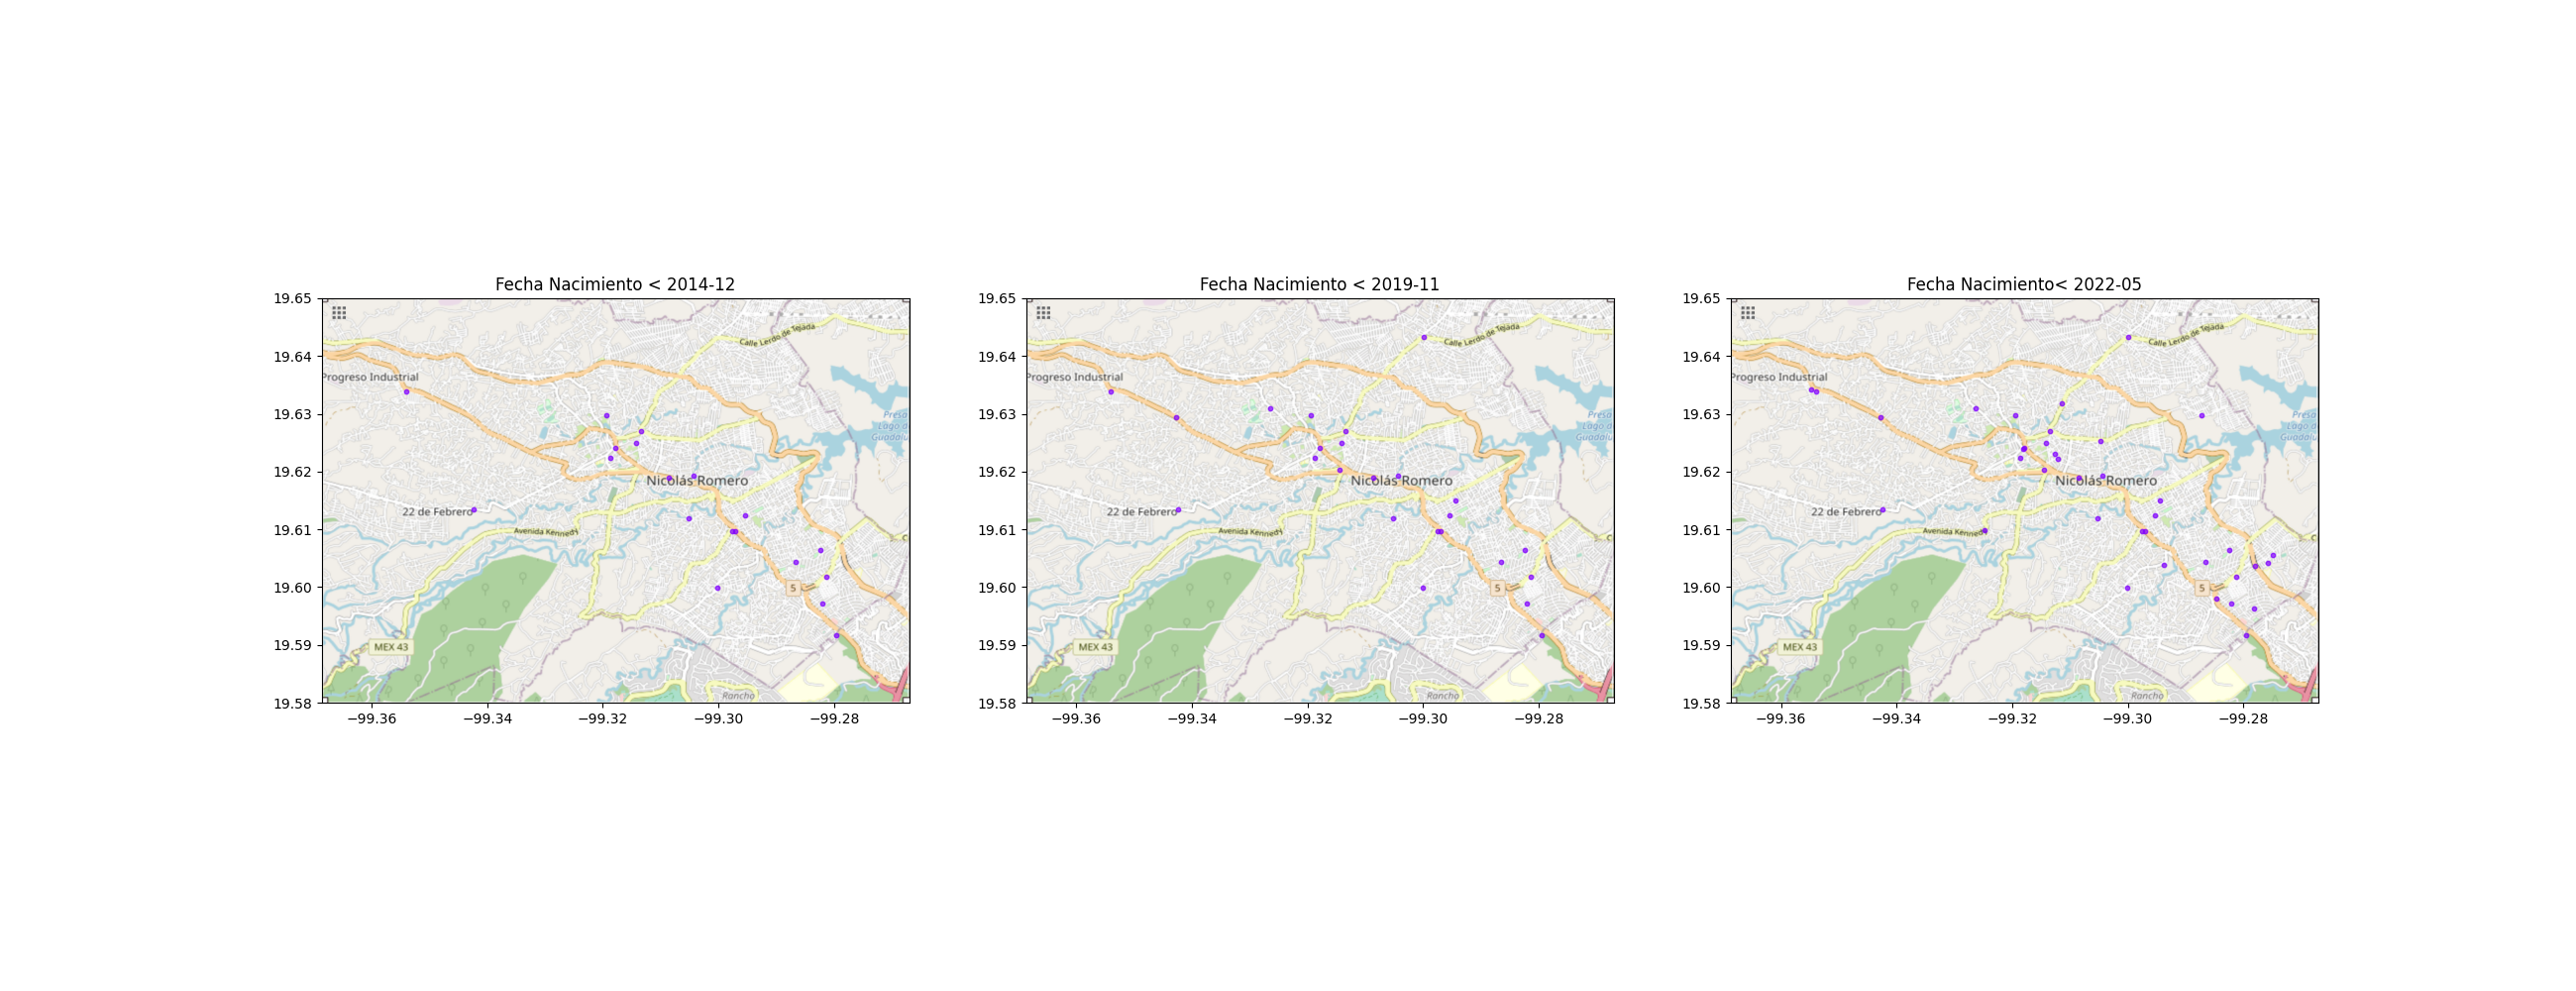 Fecha Nacimiento < 2014-12
19.65
19.64
19.63
19.62
19.61
19.60
19.59
19.58
−99.36
−99.34
−99.32
−99.30
−99.28
Calle Lerdo de Tejada
Progreso Industrial
Presa
Lago de
Guadalu
Nicolás Romero
22 de Febrero
Avenida Kennedy
C
5
MEX 43
Rancho
Fecha Nacimiento < 2019-11
19.65
19.64
19.63
19.62
19.61
19.60
19.59
19.58
−99.36
−99.34
−99.32
−99.30
−99.28
Calle Lerdo de Tejada
Progreso Industrial
Presa
Lago de
Guadalu
Nicolás Romero
22 de Febrero
Avenida Kennedy
C
5
MEX 43
Rancho
Fecha Nacimiento< 2022-05
19.65
19.64
19.63
19.62
19.61
19.60
19.59
19.58
−99.36
−99.34
−99.32
−99.30
−99.28
Calle Lerdo de Tejada
Progreso Industrial
Presa
Lago de
Guadalu
Nicolás Romero
22 de Febrero
Avenida Kennedy
C
5
MEX 43
Rancho